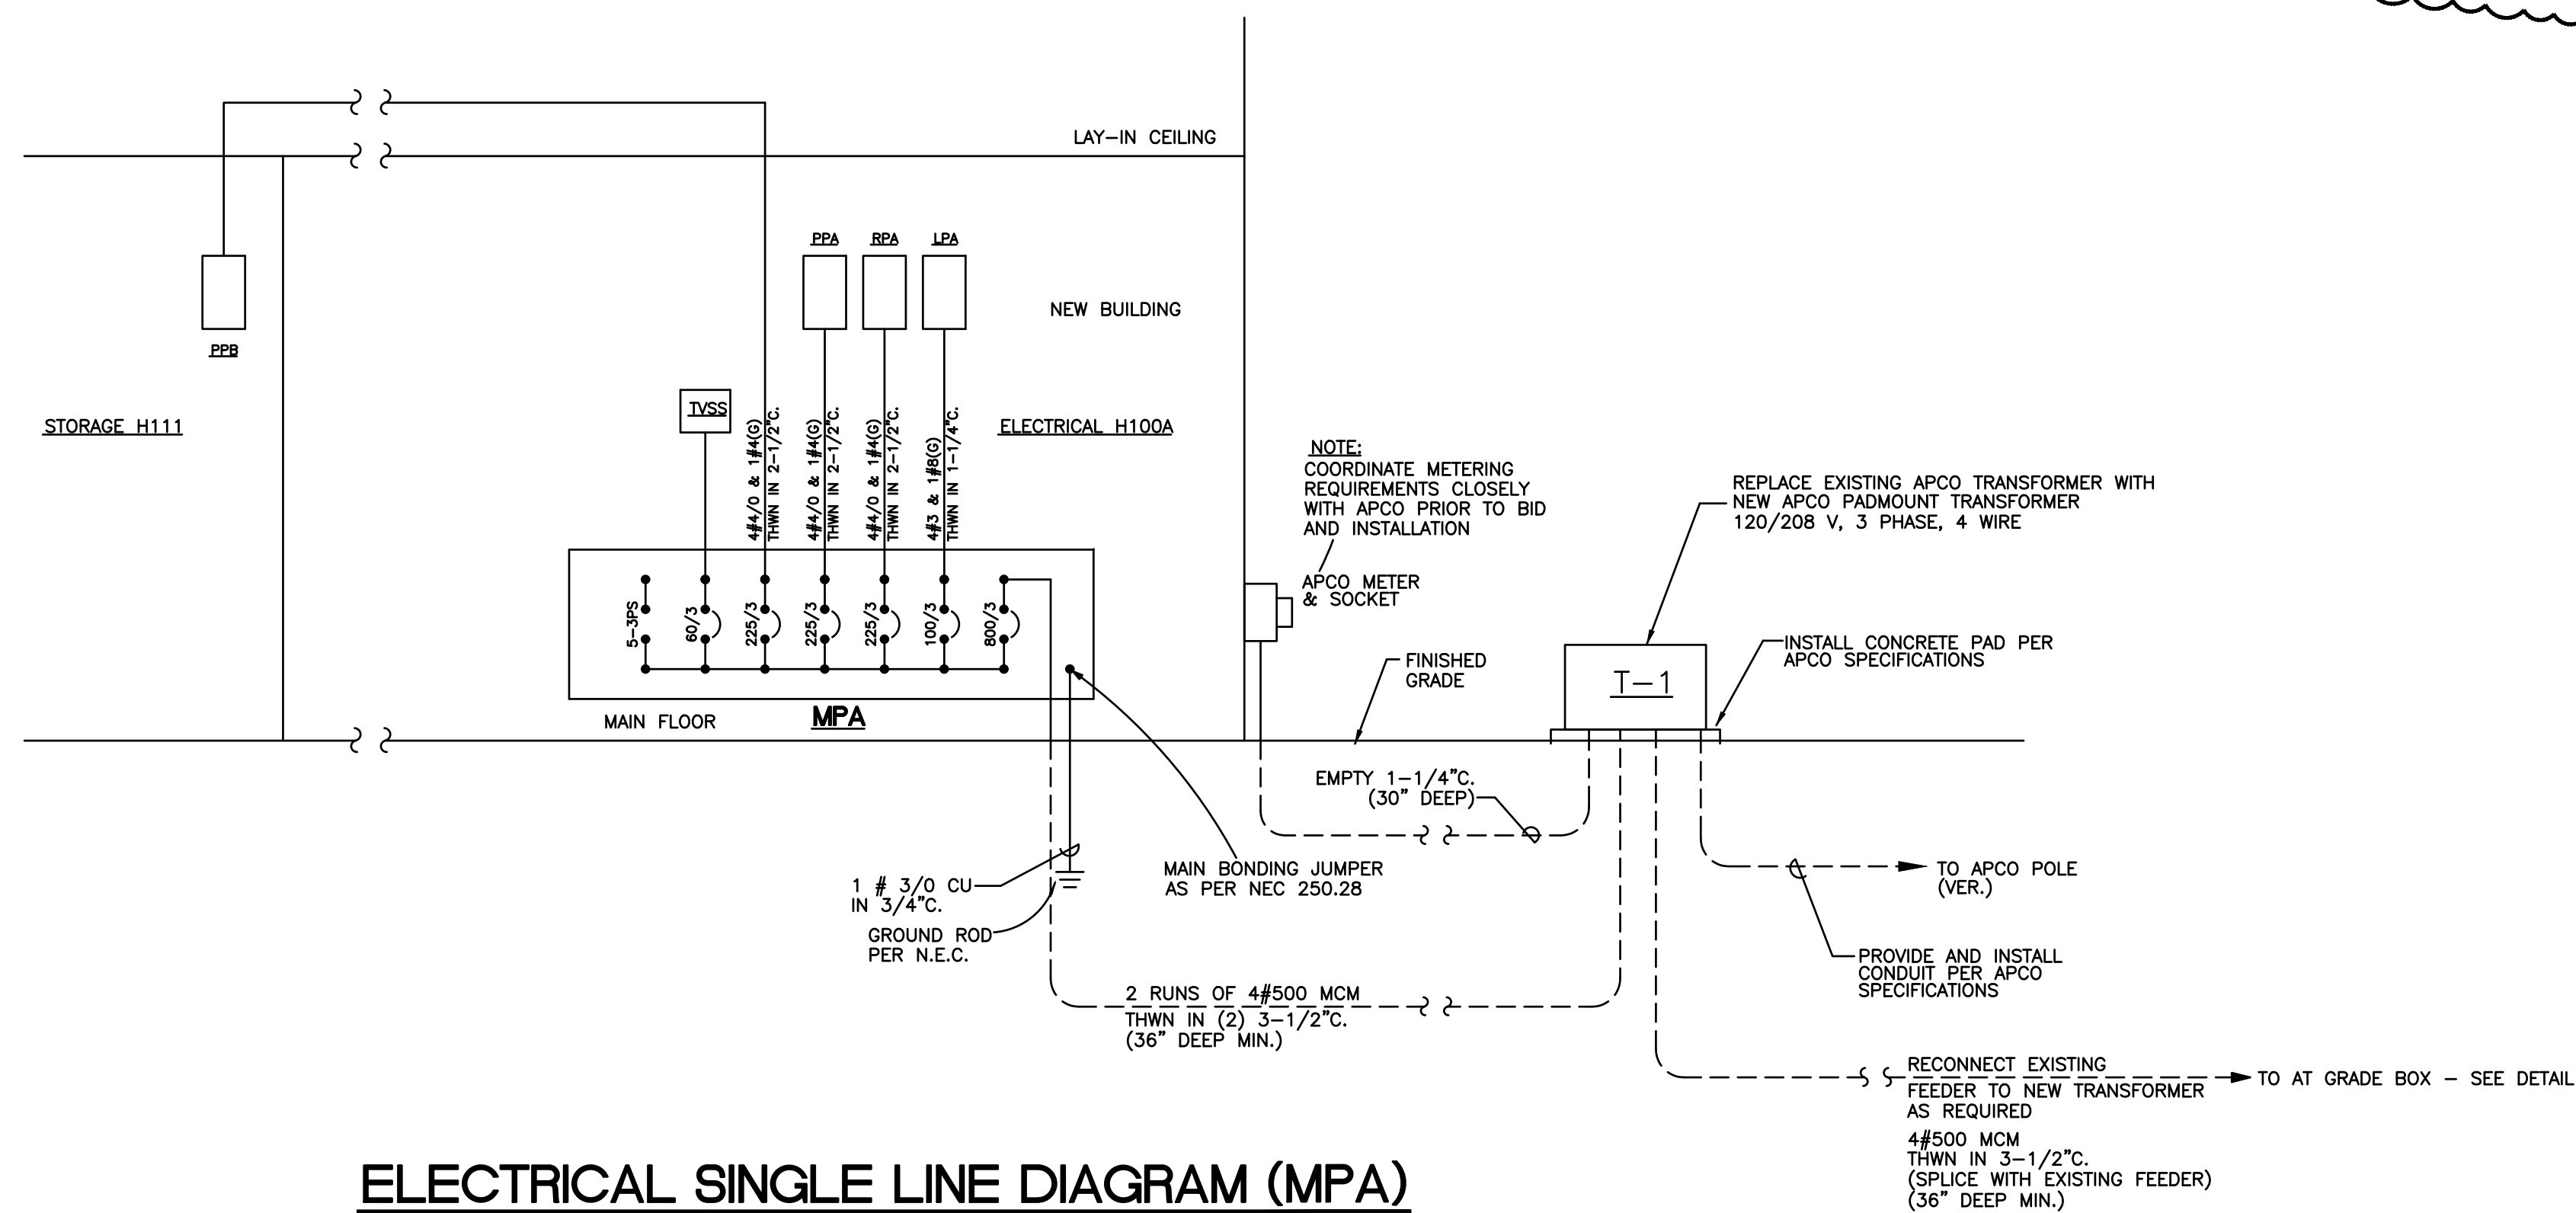 LAY-IN CEILING
PPA
RPA
LPA
NEW BUILDING
PPB
TVSS
STORAGE H111
ELECTRICAL H100A
4#4/0 & 1#4(G)
THWN IN 2-1/2"C.
4#4/0 & 1#4(G)
THWN IN 2-1/2"C.
4#4/0 & 1#4(G)
THWN IN 2-1/2"C.
4#3 & 1#8(G)
THWN IN 1-1/4"C.
NOTE:
COORDINATE METERING
REQUIREMENTS CLOSELY
WITH APCO PRIOR TO BID
AND INSTALLATION
APCO METER
& SOCKET
REPLACE EXISTING APCO TRANSFORMER WITH
NEW APCO PADMOUNT TRANSFORMER
120/208 V, 3 PHASE, 4 WIRE
5-3PS
60/3
225/3
225/3
225/3
100/3
800/3
MAIN FLOOR
MPA
FINISHED
GRADE
T-1
INSTALL CONCRETE PAD PER
APCO SPECIFICATIONS
EMPTY 1-1/4"C.
(30" DEEP)
1 # 3/0 CU
IN 3/4"C.
GROUND ROD
PER N.E.C.
MAIN BONDING JUMPER
AS PER NEC 250.28
TO APCO POLE
(VER.)
PROVIDE AND INSTALL
CONDUIT PER APCO
SPECIFICATIONS
2 RUNS OF 4#500 MCM
THWN IN (2) 3-1/2"C.
(36" DEEP MIN.)
RECONNECT EXISTING
FEEDER TO NEW TRANSFORMER
AS REQUIRED
TO AT GRADE BOX - SEE DETAIL
4#500 MCM
THWN IN 3-1/2"C.
(SPLICE WITH EXISTING FEEDER)
(36" DEEP MIN.)
ELECTRICAL SINGLE LINE DIAGRAM (MPA)